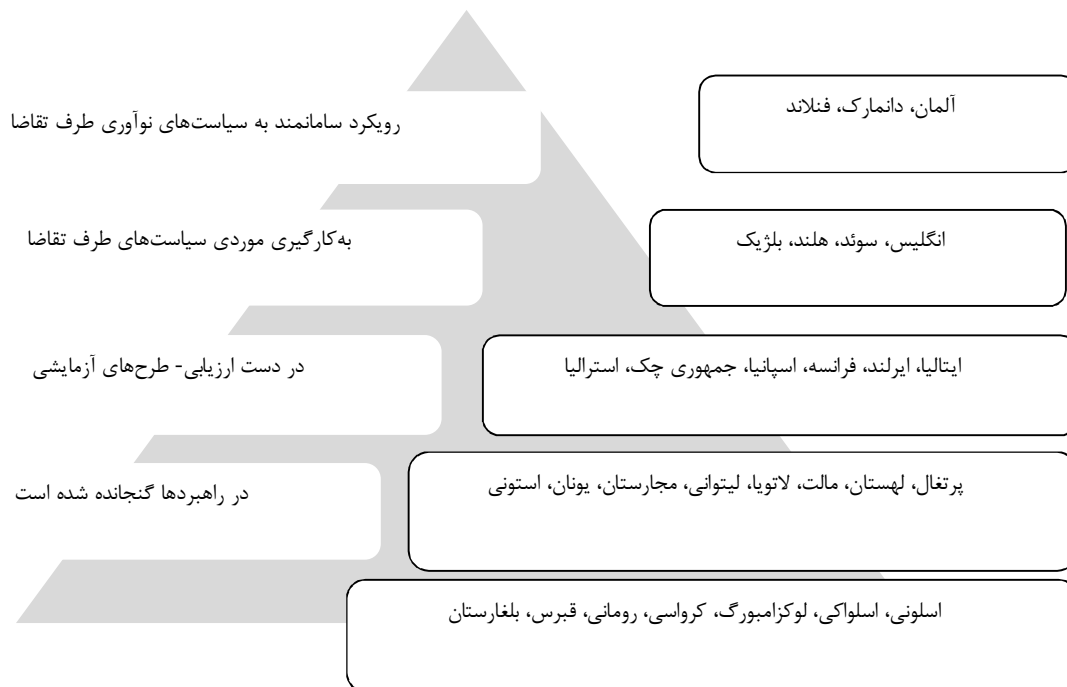 آلمان، دانمارک، فنلاند
رویکرد سامانمند به سیاست‌های نوآوری طرف تقاضا
انگلیس، سوئد، هلند، بلژیک
به‌کارگیری موردی سیاست‌های طرف تقاضا
ایتالیا، ایرلند، فرانسه، اسپانیا، جمهوری چک، استرالیا
در دست ارزیابی- طرح‌های آزمایشی
پرتغال، لهستان، مالت، لاتویا، لیتوانی، مجارستان، یونان، استونی
در راهبردها گنجانده شده است
اسلونی، اسلواکی، لوکزامبورگ، کرواسی، رومانی، قبرس، بلغارستان